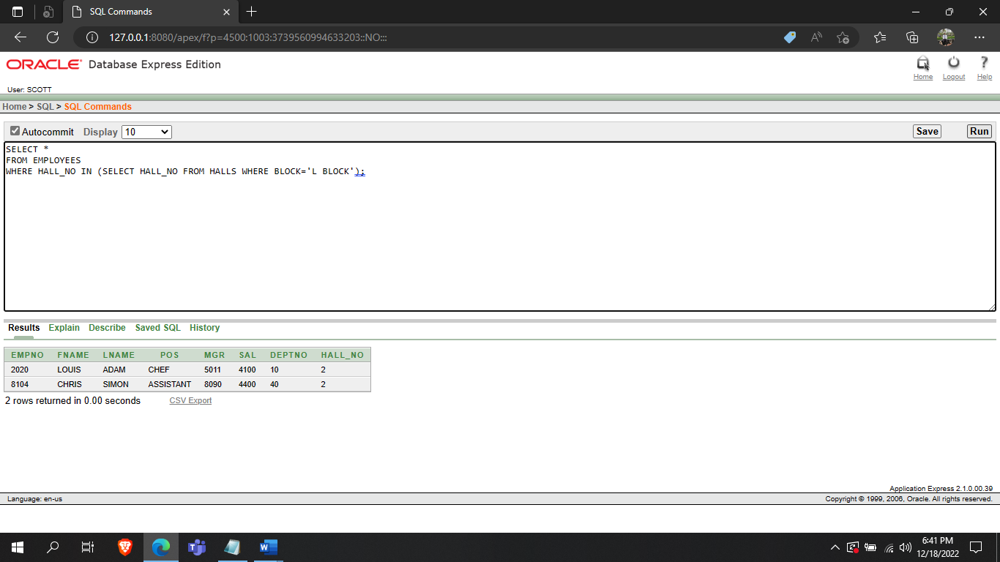 SQL Commands
127.0.0.1:8080/apex/f?p=4500:1003:3739560994633203::NO:::
ORACLE Database Express Edition
Home Logout Help
User: SCOTT
Home > SQL > SQL Commands
Autocommit Display 10 Save Run
SELECT *
FROM EMPLOYEES
WHERE HALL_NO IN (SELECT HALL_NO FROM HALLS WHERE BLOCK='L BLOCK');
Results Explain Describe Saved SQL History
EMPNO FNAME LNAME POS MGR SAL DEPTNO HALL_NO
2020 LOUIS ADAM CHEF 5011 4100 10 2
8104 CHRIS SIMON ASSISTANT 8090 4400 40 2
2 rows returned in 0.00 seconds CSV Export
Application Express 2.1.0.00.39
Language: en-us Copyright © 1999, 2006, Oracle. All rights reserved.
6:41 PM
12/18/2022